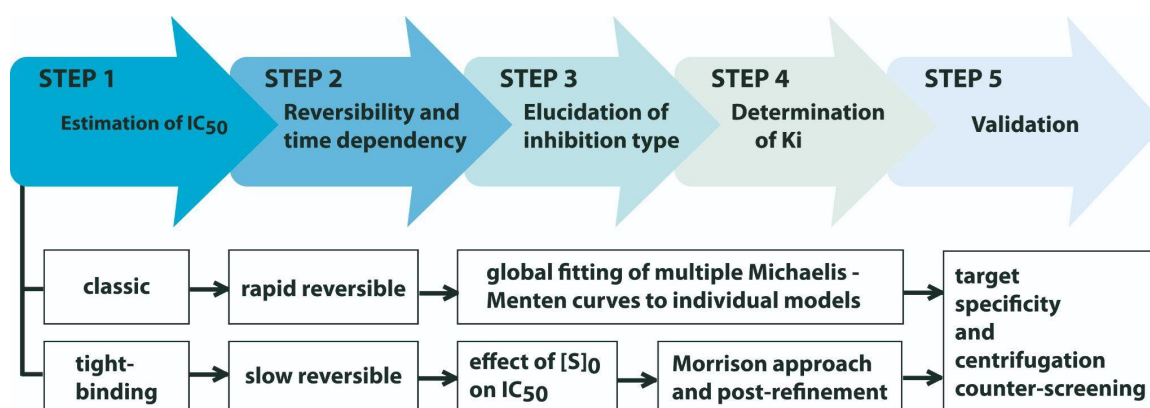 STEP 1
Estimation of IC50
STEP 2
Reversibility and
time dependency
STEP 3
Elucidation of
inhibition type
STEP 4
Determination
of Ki
STEP 5
Validation
classic
rapid reversible
global fitting of multiple Michaelis -
Menten curves to individual models
target
specificity
and
centrifugation
counter-screening
tight-
binding
slow reversible
effect of [S]0
on IC50
Morrison approach
and post-refinement